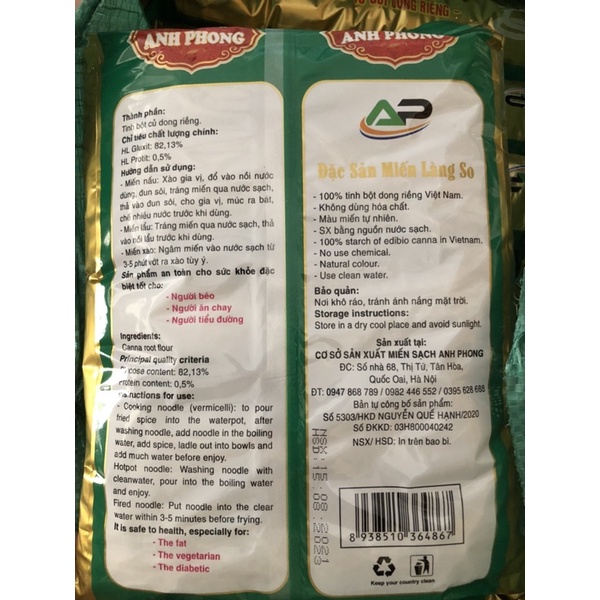 ANH PHONG
ANH PHONG
BỘT DONG RIỀNG
Thành phần:
Tinh bột củ dong riềng.
Chỉ tiêu chất lượng chính:
HL Gluxit: 82,13%
HL Protit: 0,5%
Hướng dẫn sử dụng:
- Miến nấu: Xào gia vị, đổ vào nồi nước
dùng, đun sôi, tráng miến qua nước sạch,
thả vào đun sôi, cho gia vị, múc ra bát,
chế nhiều nước trước khi dùng.
- Miến lẩu: Tráng miến qua nước sạch, thả
vào nồi lẩu trước khi dùng.
- Miến xào: Ngâm miến vào nước sạch từ
3-5 phút vớt ra xào tùy ý.
Sản phẩm an toàn cho sức khỏe đặc
biệt tốt cho:
- Người béo
- Người ăn chay
- Người tiểu đường
Ingredients:
Canna root flour
Principal quality criteria
Glucose content: 82,13%
Protein content: 0,5%
Instructions for use:
- Cooking noodle (vermicelli): to pour
fried spice into the waterpot, after
washing noodle, add noodle in the boiling
water, add spice, ladle out into bowls and
add much water before enjoy.
Hotpot noodle: Washing noodle with
cleanwater, pour into the boiling water
and enjoy.
Fired noodle: Put noodle into the clear
water within 3-5 minutes before frying.
It is safe to health, especially for:
- The fat
- The vegetarian
- The diabetic
AP
Đặc Sản Miến Làng So
- 100% tinh bột dong riềng Việt Nam.
- Không dùng hóa chất.
- Màu miến tự nhiên.
- SX bằng nguồn nước sạch.
- 100% starch of edibio canna in Vietnam.
- No use chemical.
- Natural colour.
- Use clean water.
Bảo quản:
Nơi khô ráo, tránh ánh nắng mặt trời.
Storage instructions:
Store in a dry cool place and avoid sunlight.
Sản xuất tại:
CƠ SỞ SẢN XUẤT MIẾN SẠCH ANH PHONG
ĐC: Số nhà 68, Thị Tứ, Tân Hòa,
Quốc Oai, Hà Nội
ĐT: 0947 868 789 / 0982 446 552 / 0395 628 688
Bản tự công bố sản phẩm:
Số 5303/HKD NGUYỄN QUẾ HẠNH/2020
Số ĐKKD: 03H800040242
NSX/ HSD: In trên bao bì.
NSX: 15 . 08 . 2021
HSD: 15 . 08 . 2023
8 938510 364867
Keep your country clean